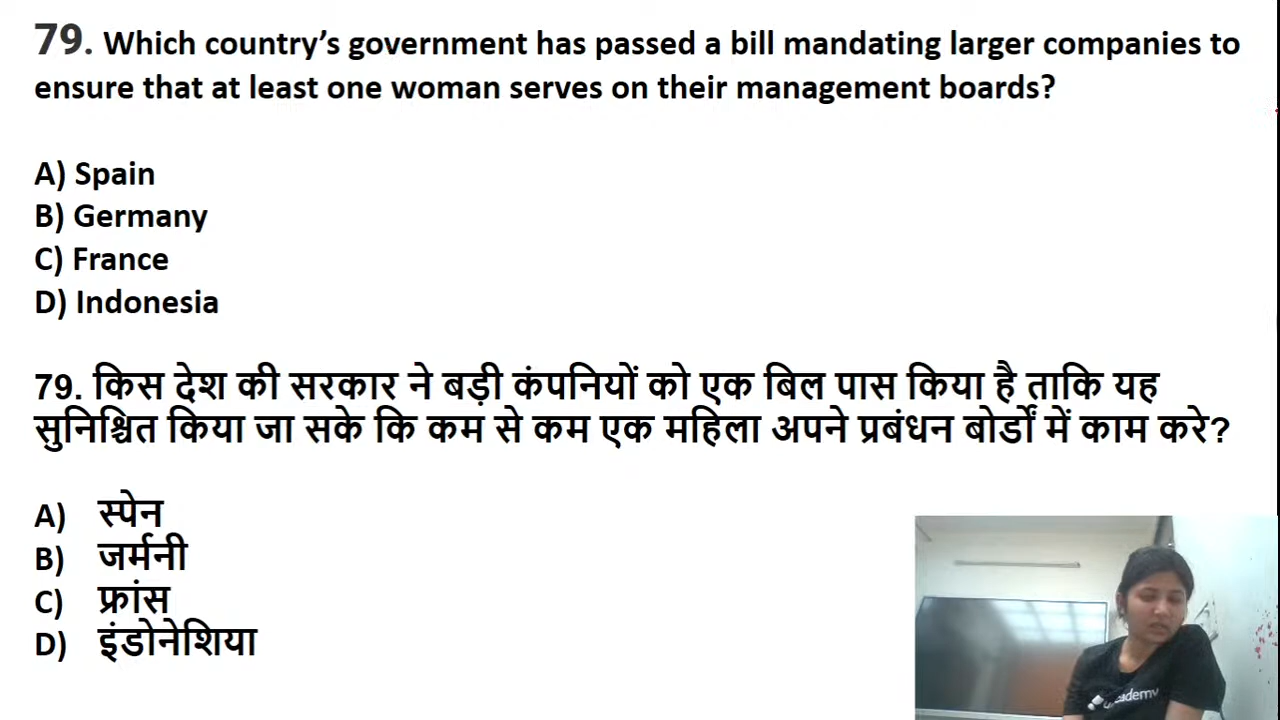 79. Which country’s government has passed a bill mandating larger companies to
ensure that at least one woman serves on their management boards?
A) Spain
B) Germany
C) France
D) Indonesia
79. किस देश की सरकार ने बड़ी कंपनियों को एक बिल पास किया है ताकि यह
सुनिश्चित किया जा सके कि कम से कम एक महिला अपने प्रबंधन बोर्डों में काम करे?
A) स्पेन
B) जर्मनी
C) फ्रांस
D) इंडोनेशिया